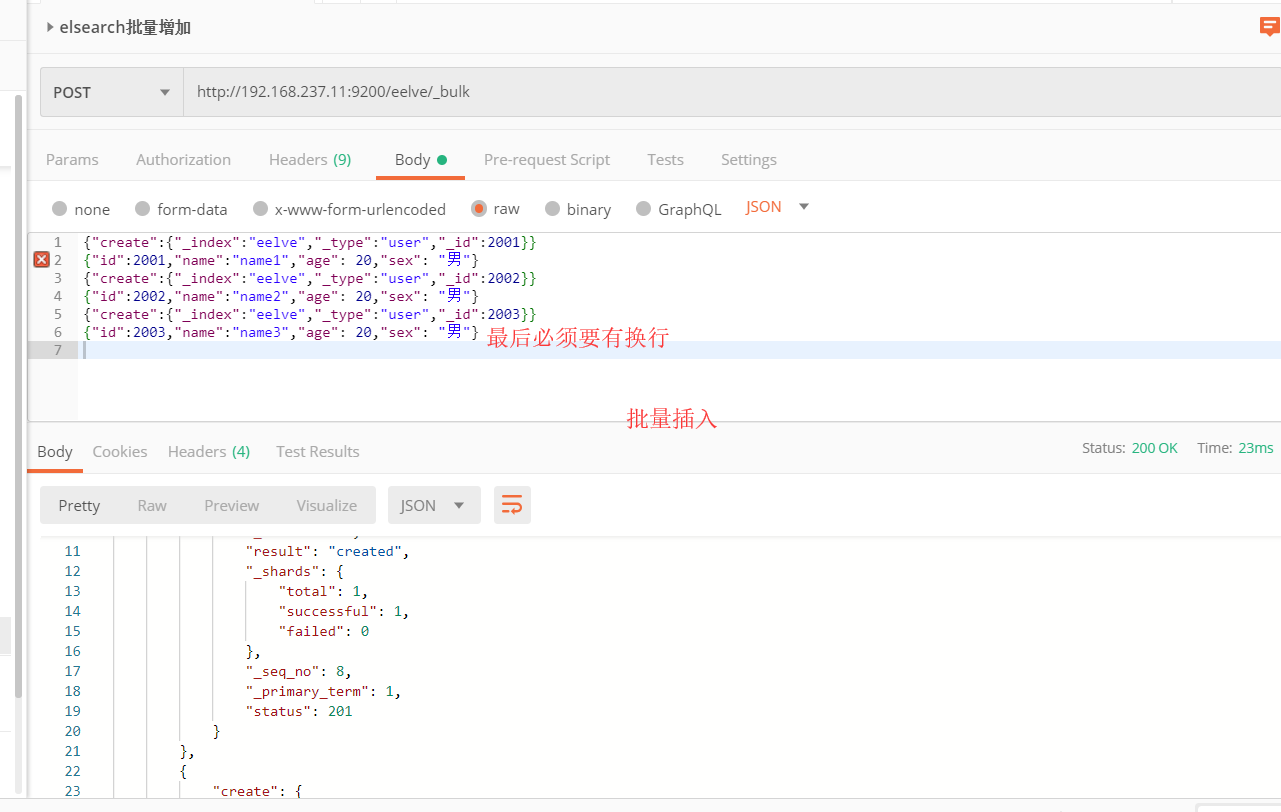 elsearch批量增加
POST http://192.168.237.11:9200/eelve/_bulk
Params Authorization Headers (9) Body Pre-request Script Tests Settings
none form-data x-www-form-urlencoded raw binary GraphQL JSON
1 {"create":{"_index":"eelve","_type":"user","_id":2001}}
2 {"id":2001,"name":"name1","age": 20,"sex": "男"}
3 {"create":{"_index":"eelve","_type":"user","_id":2002}}
4 {"id":2002,"name":"name2","age": 20,"sex": "男"}
5 {"create":{"_index":"eelve","_type":"user","_id":2003}}
6 {"id":2003,"name":"name3","age": 20,"sex": "男"} 最后必须要有换行
7
批量插入
Body Cookies Headers (4) Test Results Status: 200 OK Time: 23ms
Pretty Raw Preview Visualize JSON
11 "result": "created",
12 "_shards": {
13 "total": 1,
14 "successful": 1,
15 "failed": 0
16 },
17 "_seq_no": 8,
18 "_primary_term": 1,
19 "status": 201
20 }
21 },
22 {
23 "create": {